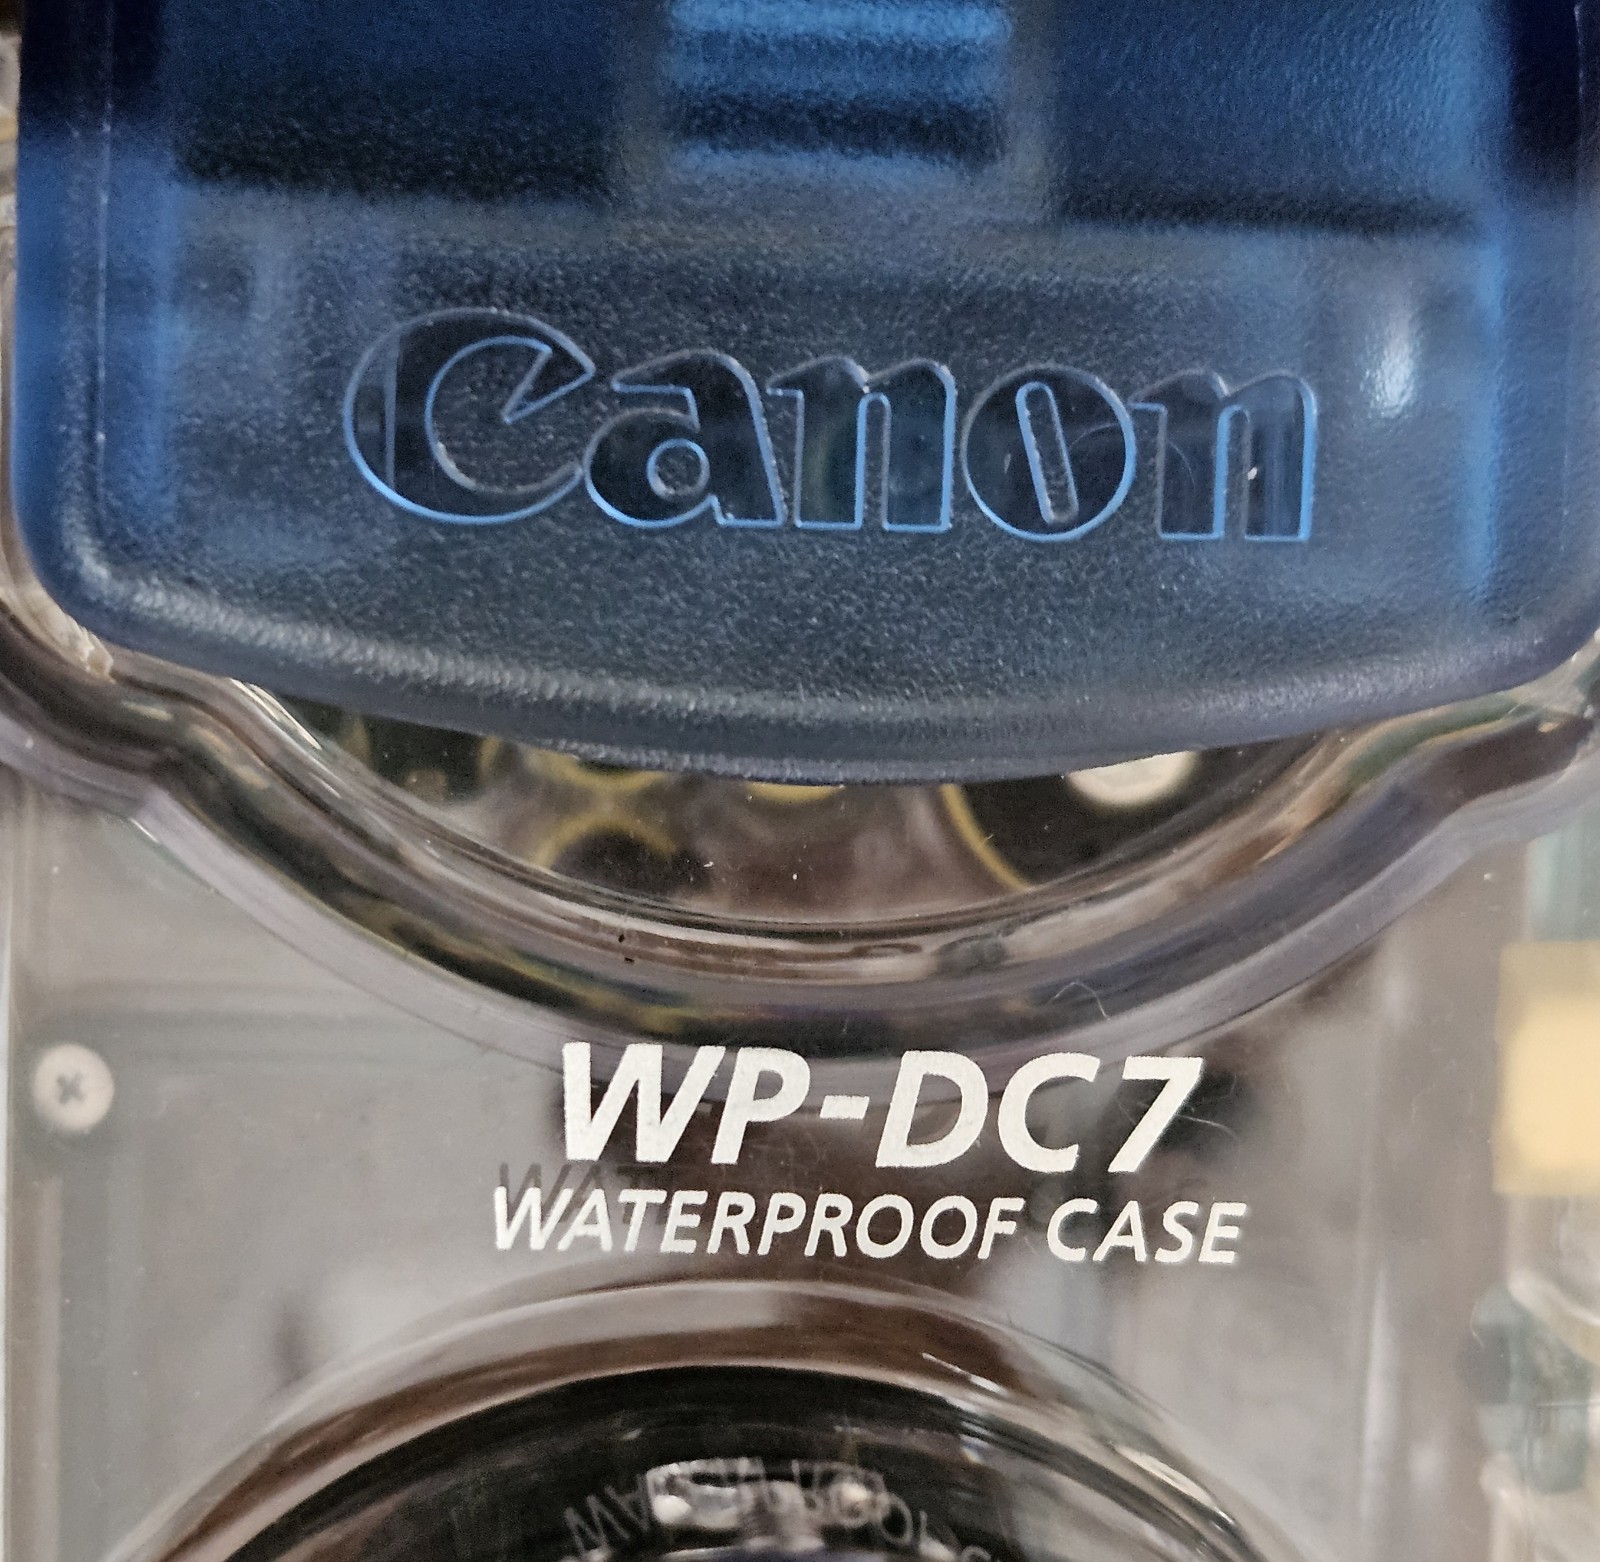 Canon
WP-DC7
WATERPROOF CASE